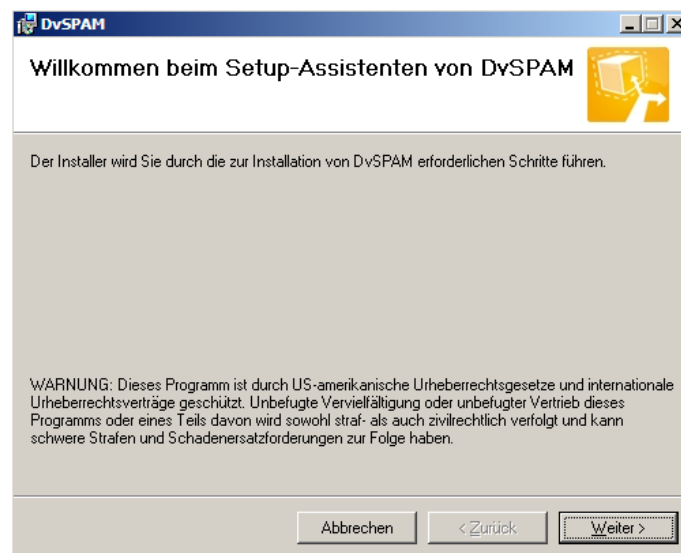 DvSPAM
Willkommen beim Setup-Assistenten von DvSPAM
Der Installer wird Sie durch die zur Installation von DvSPAM erforderlichen Schritte führen.
WARNUNG: Dieses Programm ist durch US-amerikanische Urheberrechtsgesetze und internationale
Urheberrechtsverträge geschützt. Unbefugte Vervielfältigung oder unbefugter Vertrieb dieses
Programms oder eines Teils davon wird sowohl straf- als auch zivilrechtlich verfolgt und kann
schwere Strafen und Schadenersatzforderungen zur Folge haben.
Abbrechen
< Zurück
Weiter >